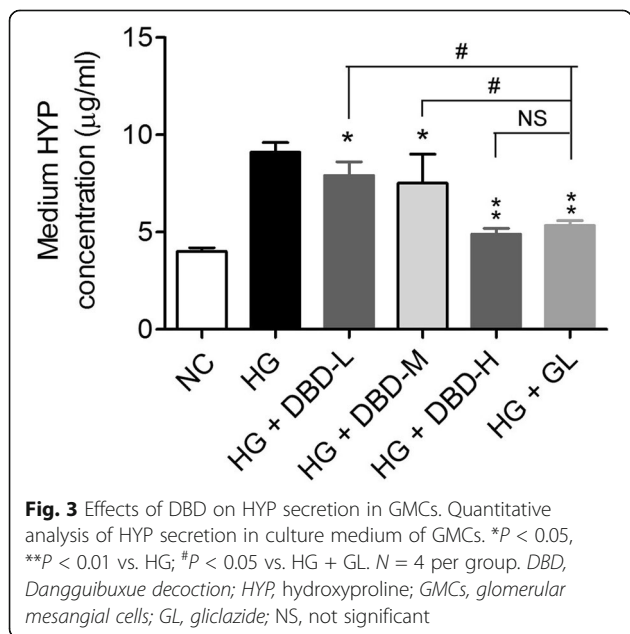 15
10
5
0
Medium HYP
concentration (µg/ml)
#
#
NS
*
*
**
**
NC
HG
HG + DBD-L
HG + DBD-M
HG + DBD-H
HG + GL
Fig. 3 Effects of DBD on HYP secretion in GMCs. Quantitative
analysis of HYP secretion in culture medium of GMCs. *P < 0.05,
**P < 0.01 vs. HG; #P < 0.05 vs. HG + GL. N = 4 per group. DBD,
Dangguibuxue decoction; HYP, hydroxyproline; GMCs, glomerular
mesangial cells; GL, gliclazide; NS, not significant